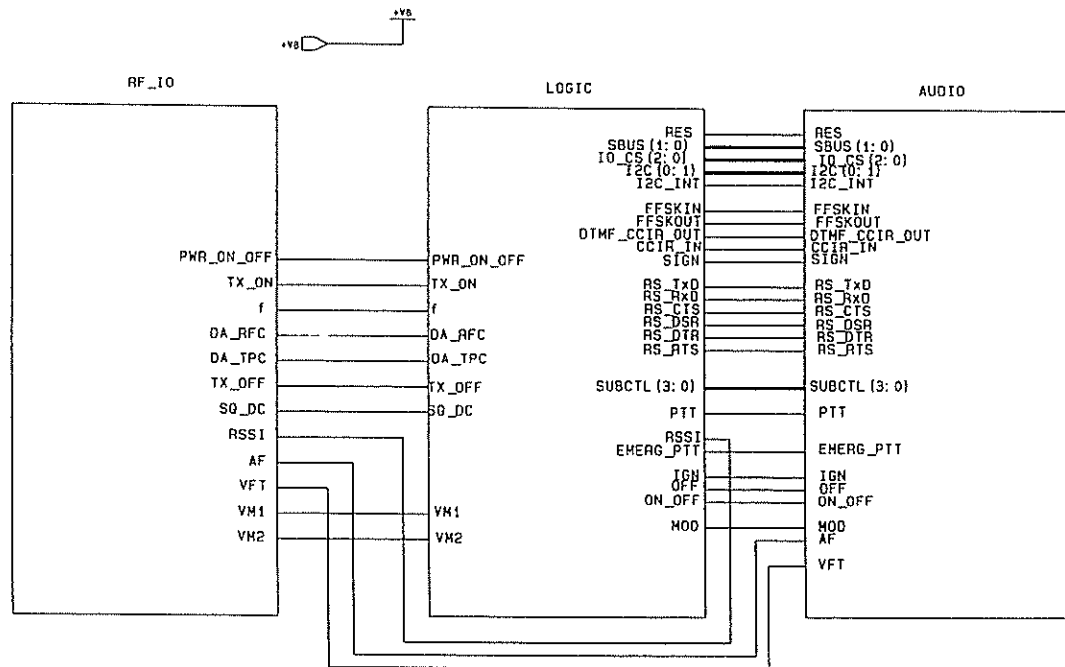 +VB
+VB
RF_IO
LOGIC
AUDIO
RES RES
SBUS (1: 0) SBUS (1: 0)
IO_CS (2: 0) IO_CS (2: 0)
I2C (0: 1) I2C (0: 1)
I2C_INT I2C_INT
FFSKIN FFSKIN
FFSKOUT FFSKOUT
DTMF_CCIR_OUT DTMF_CCIR_OUT
CCIR_IN CCIR_IN
PWR_ON_OFF PWR_ON_OFF SIGN SIGN
TX_ON TX_ON RS_TxD RS_TxD
RS_RxD RS_RxD
f f RS_CTS RS_CTS
RS_DSR RS_DSR
DA_RFC DA_RFC RS_DTR RS_DTR
RS_RTS RS_RTS
DA_TPC DA_TPC
TX_OFF TX_OFF SUBCTL (3: 0) SUBCTL (3: 0)
SQ_DC SQ_DC PTT PTT
RSSI RSSI
EMERG_PTT EMERG_PTT
AF
IGN IGN
VFT OFF OFF
ON_OFF ON_OFF
VM1 VM1
MOD MOD
VM2 VM2 AF
VFT